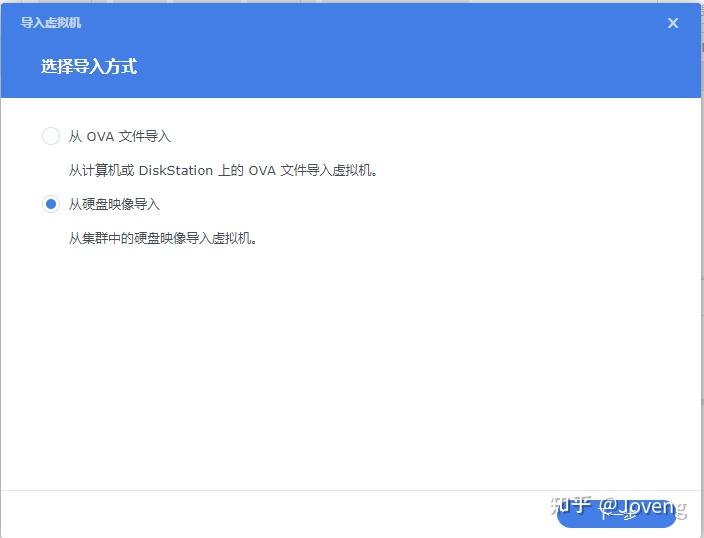 导入虚拟机
选择导入方式
从 OVA 文件导入
从计算机或 DiskStation 上的 OVA 文件导入虚拟机。
从硬盘映像导入
从集群中的硬盘映像导入虚拟机。
下一步
知乎 @Joveng